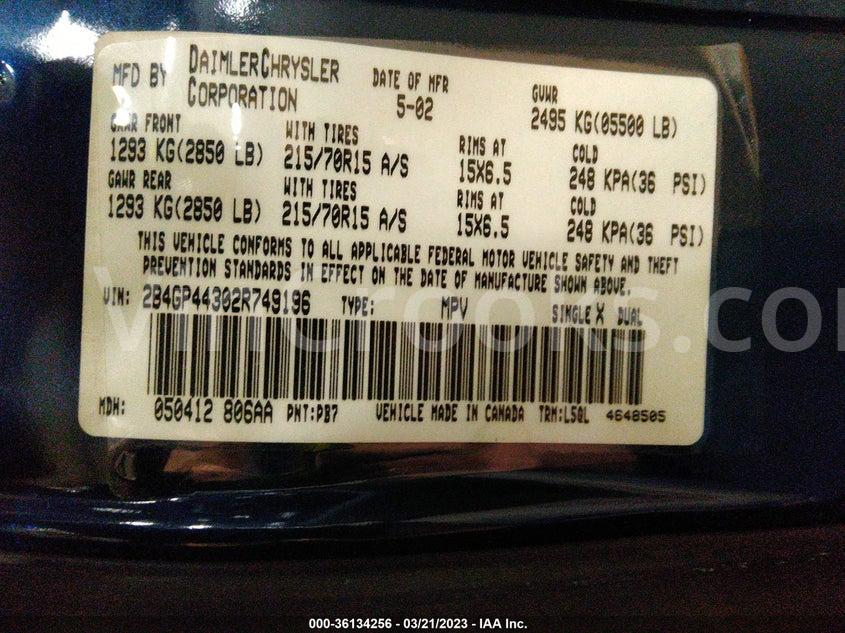 MFD BY DAIMLERCHRYSLER CORPORATION DATE OF MFR 5-02 GVWR 2495 KG(05500 LB)
GAWR FRONT WITH TIRES RIMS AT COLD
1293 KG(2850 LB) 215/70R15 A/S 15X6.5 248 KPA(36 PSI)
GAWR REAR WITH TIRES RIMS AT COLD
1293 KG(2850 LB) 215/70R15 A/S 15X6.5 248 KPA(36 PSI)
THIS VEHICLE CONFORMS TO ALL APPLICABLE FEDERAL MOTOR VEHICLE SAFETY AND THEFT
PREVENTION STANDARDS IN EFFECT ON THE DATE OF MANUFACTURE SHOWN ABOVE.
VIN: 2B4GP44302R749196 TYPE: MPV SINGLE X DUAL
vincrooks.com
MDH: 050412 806AA PNT:PB7 VEHICLE MADE IN CANADA TRM:L5QL 4648505
000-36134256 - 03/21/2023 - IAA Inc.